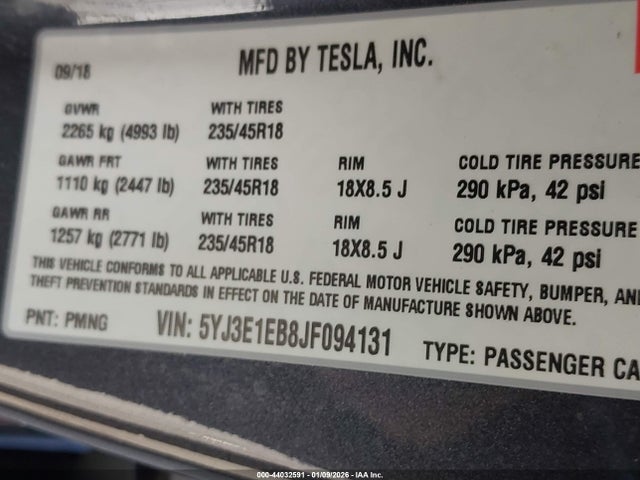 09/18 MFD BY TESLA, INC.
GVWR WITH TIRES
2265 kg (4993 lb) 235/45R18
GAWR FRT WITH TIRES RIM COLD TIRE PRESSURE
1110 kg (2447 lb) 235/45R18 18X8.5 J 290 kPa, 42 psi
GAWR RR WITH TIRES RIM COLD TIRE PRESSURE
1257 kg (2771 lb) 235/45R18 18X8.5 J 290 kPa, 42 psi
THIS VEHICLE CONFORMS TO ALL APPLICABLE U.S. FEDERAL MOTOR VEHICLE SAFETY, BUMPER, AND
THEFT PREVENTION STANDARDS IN EFFECT ON THE DATE OF MANUFACTURE SHOWN ABOVE.
PNT: PMNG VIN: 5YJ3E1EB8JF094131 TYPE: PASSENGER CA
000-44032591 - 01/09/2026 - IAA Inc.